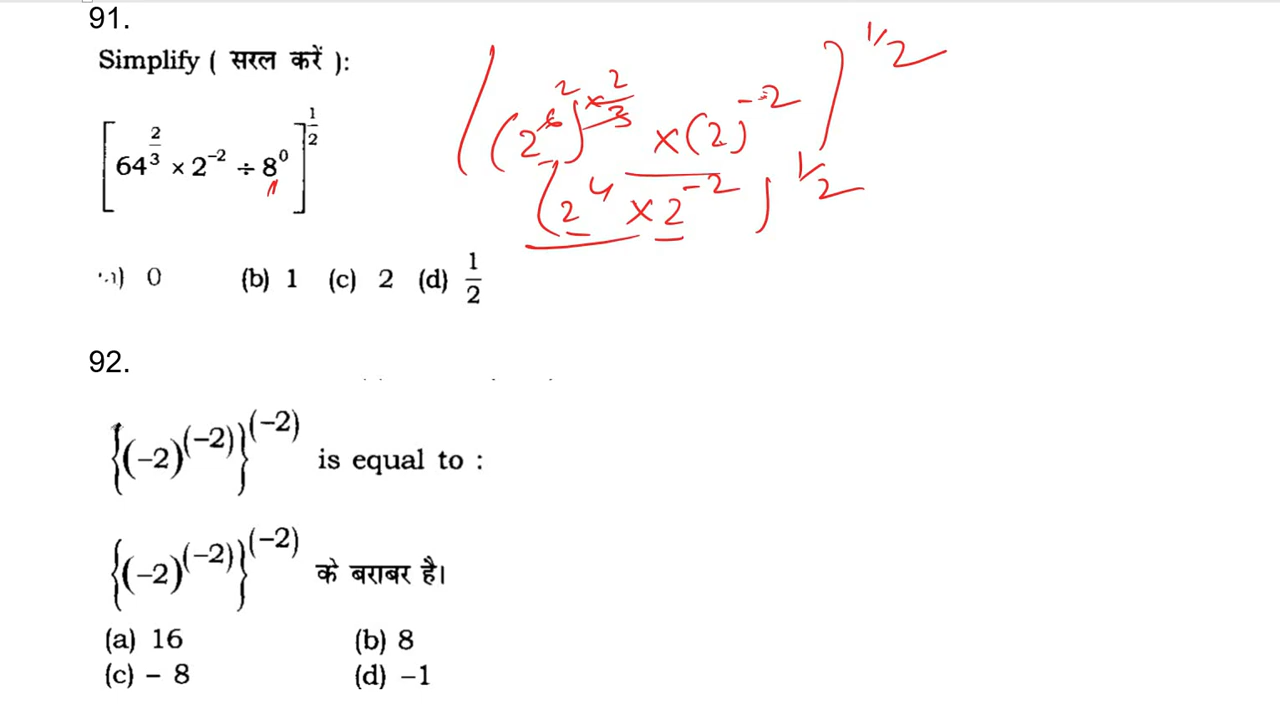 91.
Simplify ( सरल करें ):
[64^(2/3) × 2^(-2) ÷ 8^0]^(1/2)
((2^6)^(2 × 2/3) × (2)^(-2))^(1/2)
(2^4 × 2^(-2))^(1/2)
1
0 (b) 1 (c) 2 (d) 1/2
92.
{(−2)^(−2)}^(−2) is equal to :
{(−2)^(−2)}^(−2) के बराबर है।
(a) 16 (b) 8
(c) − 8 (d) −1